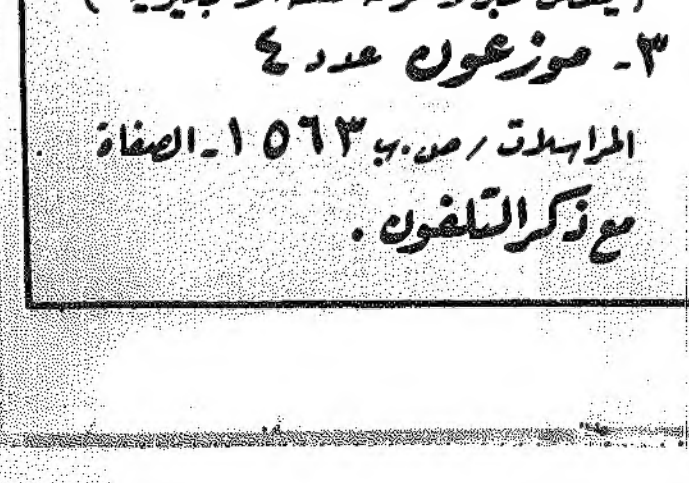 ٣- موزعون عدد ٤
المراسلات / ص.ب ١٥٦٣ - الصفاة
مع ذكر التلفون .